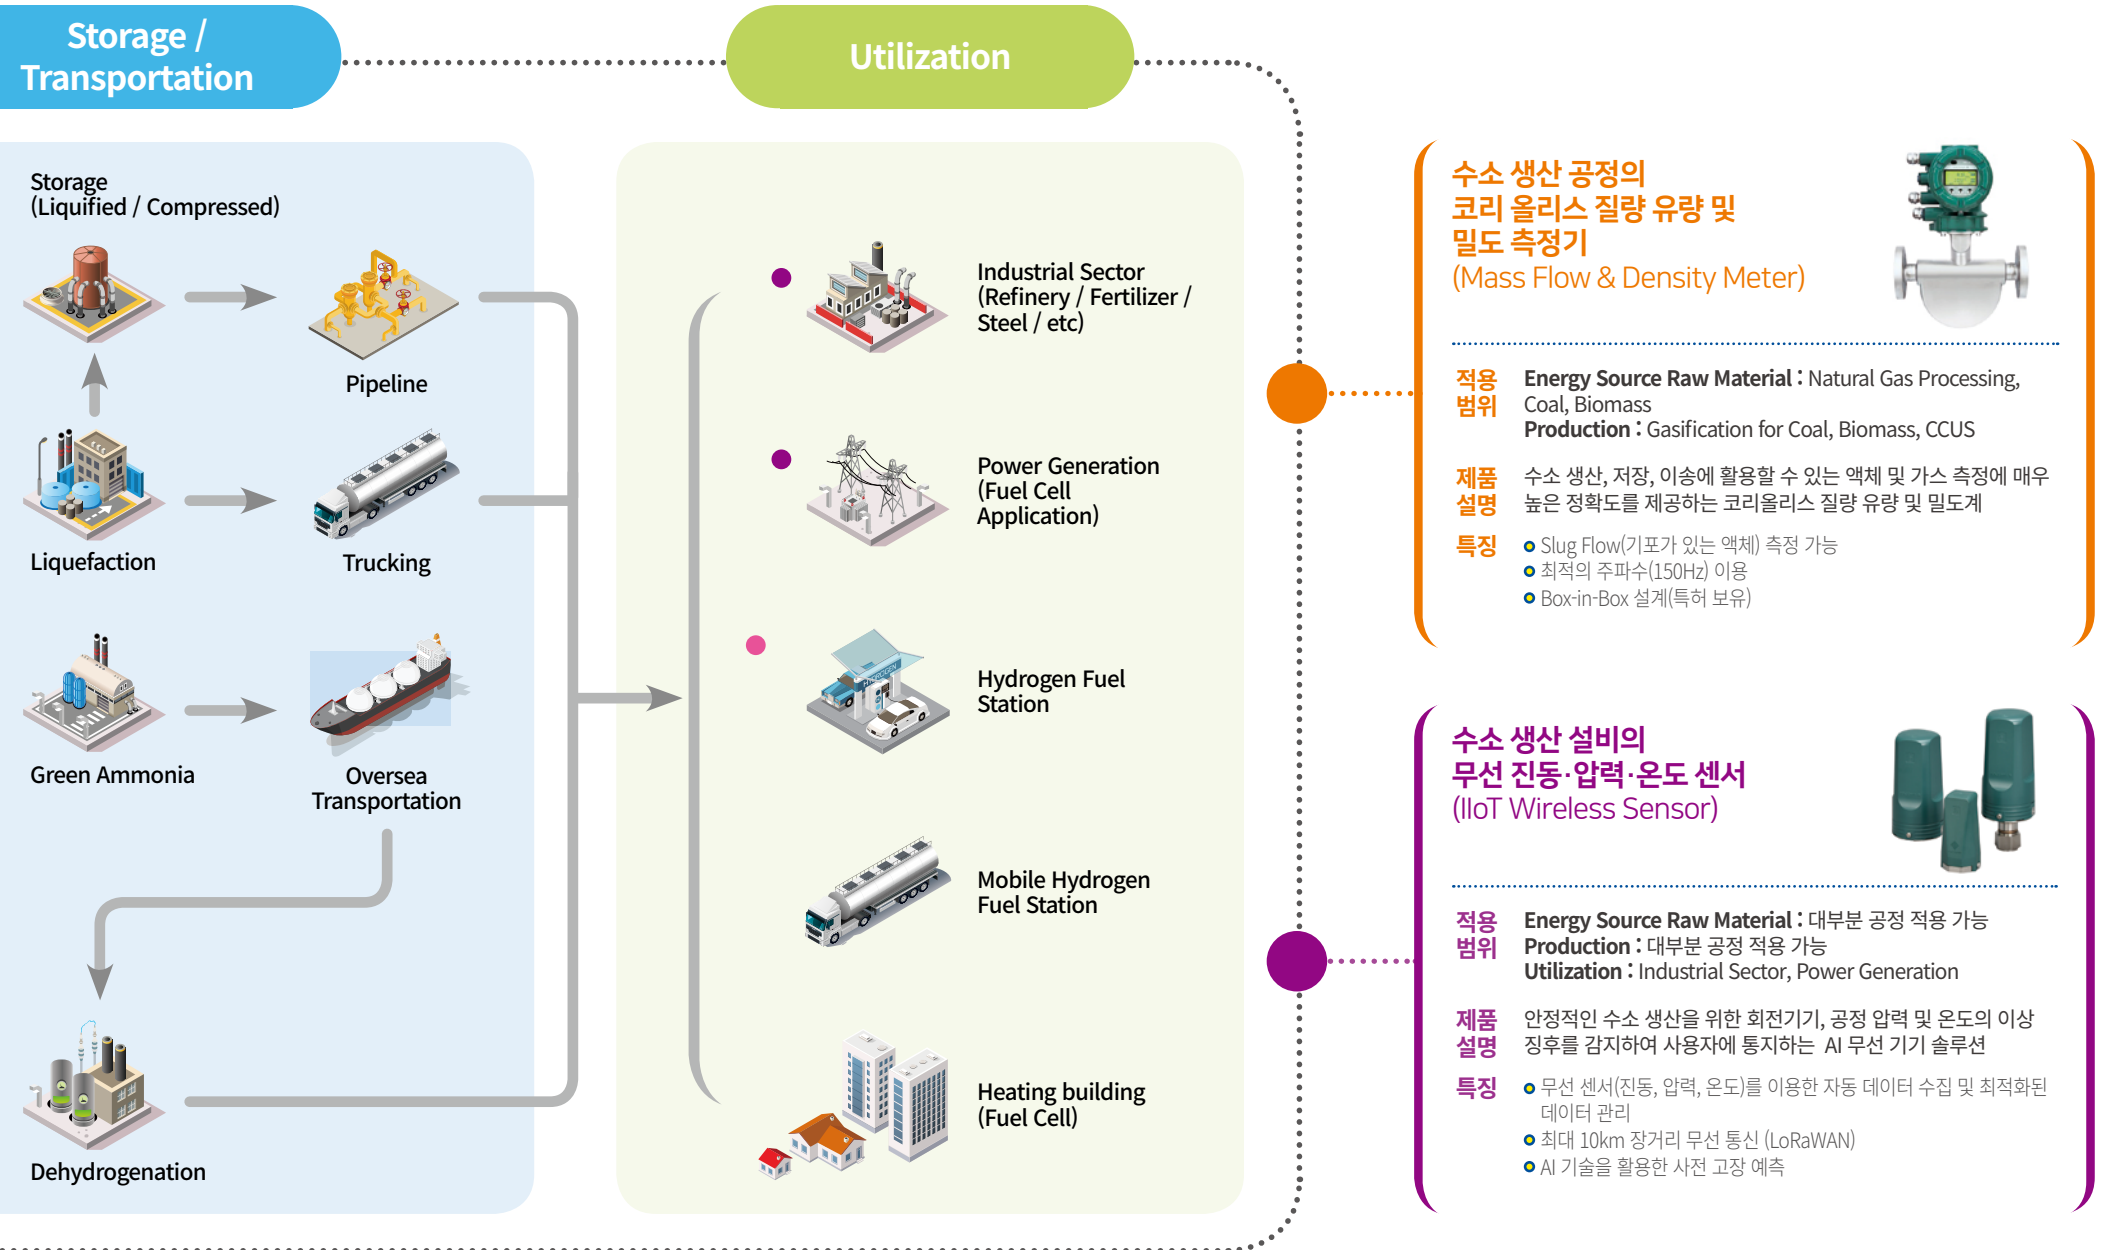 Storage /
Transportation
Utilization
Storage
(Liquified / Compressed)
Pipeline
Liquefaction
Trucking
Green Ammonia
Oversea
Transportation
Dehydrogenation
Industrial Sector
(Refinery / Fertilizer /
Steel / etc)
Power Generation
(Fuel Cell
Application)
HYDROGEN
Hydrogen Fuel
Station
Mobile Hydrogen
Fuel Station
Heating building
(Fuel Cell)
수소 생산 공정의
코리 올리스 질량 유량 및
밀도 측정기
(Mass Flow & Density Meter)
적용
범위
Energy Source Raw Material : Natural Gas Processing,
Coal, Biomass
Production : Gasification for Coal, Biomass, CCUS
제품
설명
수소 생산, 저장, 이송에 활용할 수 있는 액체 및 가스 측정에 매우
높은 정확도를 제공하는 코리올리스 질량 유량 및 밀도계
특징
Slug Flow(기포가 있는 액체) 측정 가능
최적의 주파수(150Hz) 이용
Box-in-Box 설계(특허 보유)
수소 생산 설비의
무선 진동·압력·온도 센서
(IIoT Wireless Sensor)
적용
범위
Energy Source Raw Material : 대부분 공정 적용 가능
Production : 대부분 공정 적용 가능
Utilization : Industrial Sector, Power Generation
제품
설명
안정적인 수소 생산을 위한 회전기기, 공정 압력 및 온도의 이상
징후를 감지하여 사용자에 통지하는 AI 무선 기기 솔루션
특징
무선 센서(진동, 압력, 온도)를 이용한 자동 데이터 수집 및 최적화된
데이터 관리
최대 10km 장거리 무선 통신 (LoRaWAN)
AI 기술을 활용한 사전 고장 예측